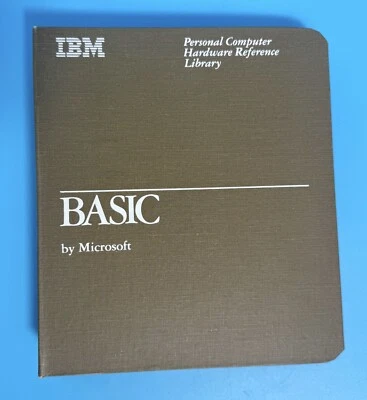 IBM
Personal Computer
Hardware Reference
Library
BASIC
by Microsoft